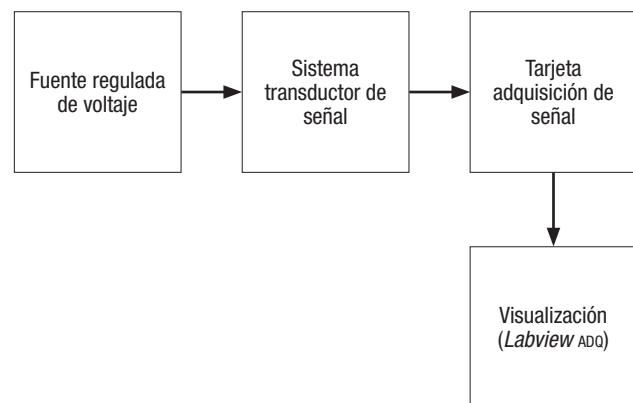 Fuente regulada
de voltaje
Sistema
transductor de
señal
Tarjeta
adquisición de
señal
Visualización
(Labview ADQ)